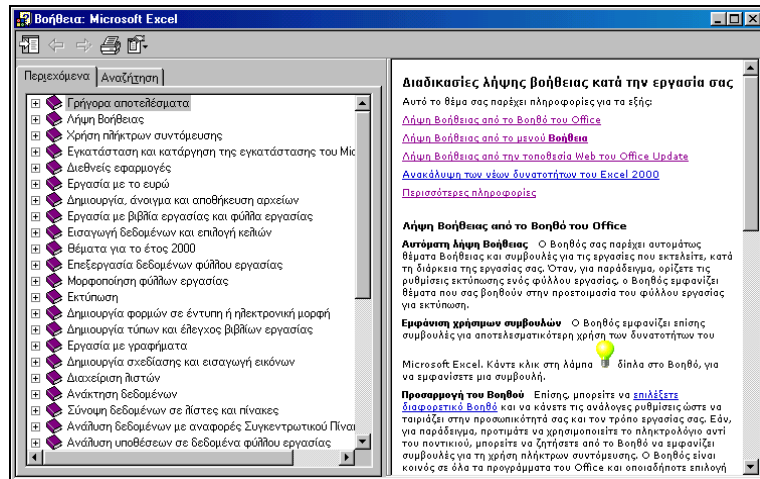 Βοήθεια: Microsoft Excel
Περιεχόμενα
Αναζήτηση
Γρήγορα αποτελέσματα
Λήψη Βοήθειας
Χρήση πλήκτρων συντόμευσης
Εγκατάσταση και κατάργηση της εγκατάστασης του Mic
Διεθνείς εφαρμογές
Εργασία με το ευρώ
Δημιουργία, άνοιγμα και αποθήκευση αρχείων
Εργασία με βιβλία εργασίας και φύλλα εργασίας
Εισαγωγή δεδομένων και επιλογή κελιών
Θέματα για το έτος 2000
Επεξεργασία δεδομένων φύλλου εργασίας
Μορφοποίηση φύλλων εργασίας
Εκτύπωση
Δημιουργία φορμών σε έντυπη ή ηλεκτρονική μορφή
Δημιουργία τύπων και έλεγχος βιβλίων εργασίας
Εργασία με γραφήματα
Δημιουργία σχεδίασης και εισαγωγή εικόνων
Διαχείριση λιστών
Ανάκτηση δεδομένων
Σύνοψη δεδομένων σε λίστες και πίνακες
Ανάλυση δεδομένων με αναφορές Συγκεντρωτικού Πίνα
Ανάλυση υποθέσεων σε δεδομένα φύλλου εργασίας
Διαδικασίες λήψης βοήθειας κατά την εργασία σας
Αυτό το θέμα σας παρέχει πληροφορίες για τα εξής:
Λήψη Βοήθειας από το Βοηθό του Office
Λήψη Βοήθειας από το μενού Βοήθεια
Λήψη Βοήθειας από την τοποθεσία Web του Office Update
Ανακάλυψη των νέων δυνατοτήτων του Excel 2000
Περισσότερες πληροφορίες
Λήψη Βοήθειας από το Βοηθό του Office
Αυτόματη λήψη Βοήθειας Ο Βοηθός σας παρέχει αυτομάτως
θέματα Βοήθειας και συμβουλές για τις εργασίες που εκτελείτε, κατά
τη διάρκεια της εργασίας σας. Όταν, για παράδειγμα, ορίζετε τις
ρυθμίσεις εκτύπωσης ενός φύλλου εργασίας, ο Βοηθός εμφανίζει
θέματα που σας βοηθούν στην προετοιμασία του φύλλου εργασίας
για εκτύπωση.
Εμφάνιση χρήσιμων συμβουλών Ο Βοηθός εμφανίζει επίσης
συμβουλές για αποτελεσματικότερη χρήση των δυνατοτήτων του
Microsoft Excel. Κάντε κλικ στη λάμπα δίπλα στο Βοηθό, για
να εμφανίσετε μια συμβουλή.
Προσαρμογή του Βοηθού Επίσης, μπορείτε να επιλέξετε
διαφορετικό Βοηθό και να κάνετε τις ανάλογες ρυθμίσεις ώστε να
ταιριάζει στην προσωπικότητά σας και τον τρόπο εργασίας σας. Εάν,
για παράδειγμα, προτιμάτε να χρησιμοποιείτε το πληκτρολόγιο αντί
του ποντικιού, μπορείτε να ζητήσετε από το Βοηθό να εμφανίζει
συμβουλές για τη χρήση πλήκτρων συντόμευσης. Ο Βοηθός είναι
κοινός σε όλα τα προγράμματα του Office και οποιαδήποτε επιλογή